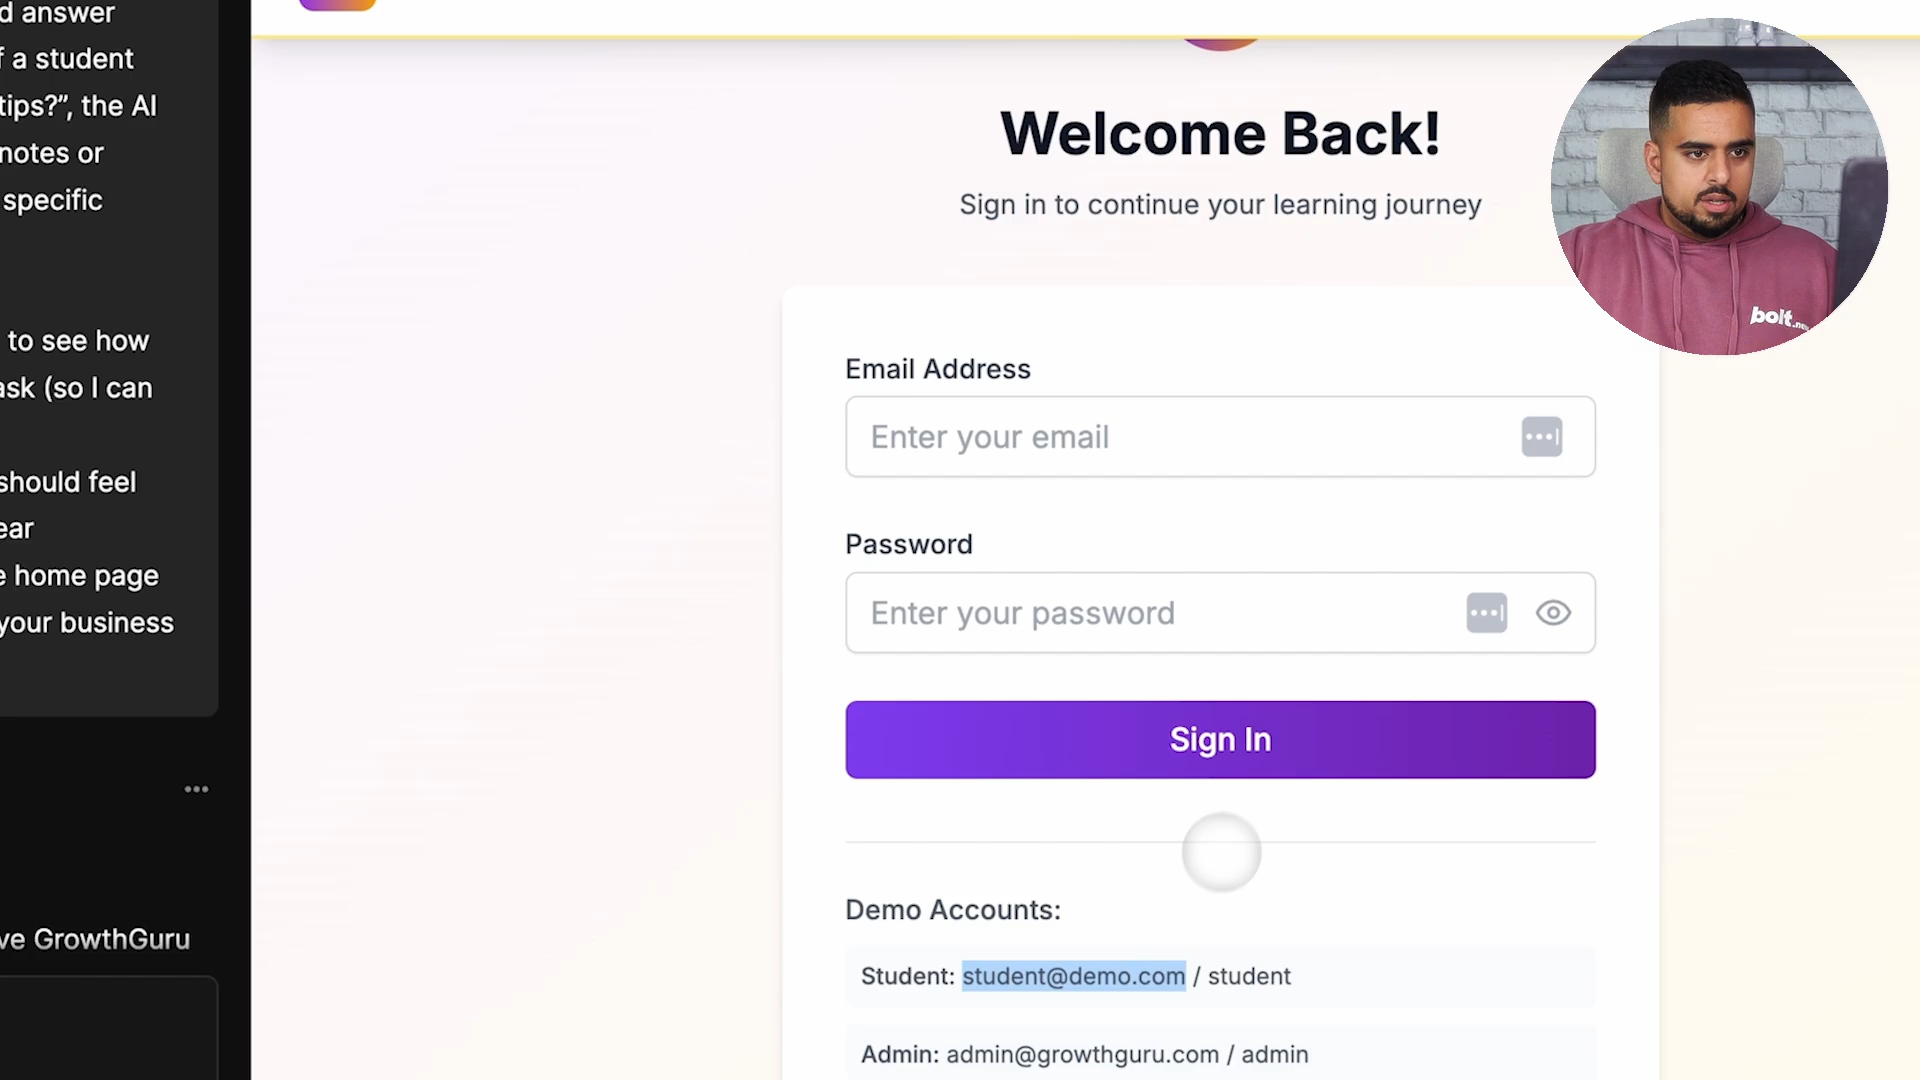 d answer
f a student
tips?”, the AI
notes or
specific
to see how
ask (so I can
should feel
ear
e home page
your business
ve GrowthGuru
Welcome Back!
Sign in to continue your learning journey
Email Address
Enter your email
Password
Enter your password
Sign In
Demo Accounts:
Student: student@demo.com / student
Admin: admin@growthguru.com / admin
bolt.new